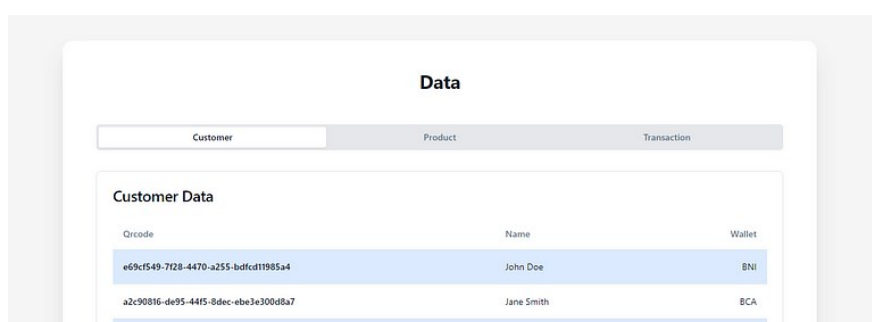 Data
Customer Product Transaction
Customer Data
Qrcode Name Wallet
e69cf549-7f28-4470-a255-bdfcd11985a4 John Doe BNI
a2c90816-de95-44f5-8dec-ebe3e300d8a7 Jane Smith BCA